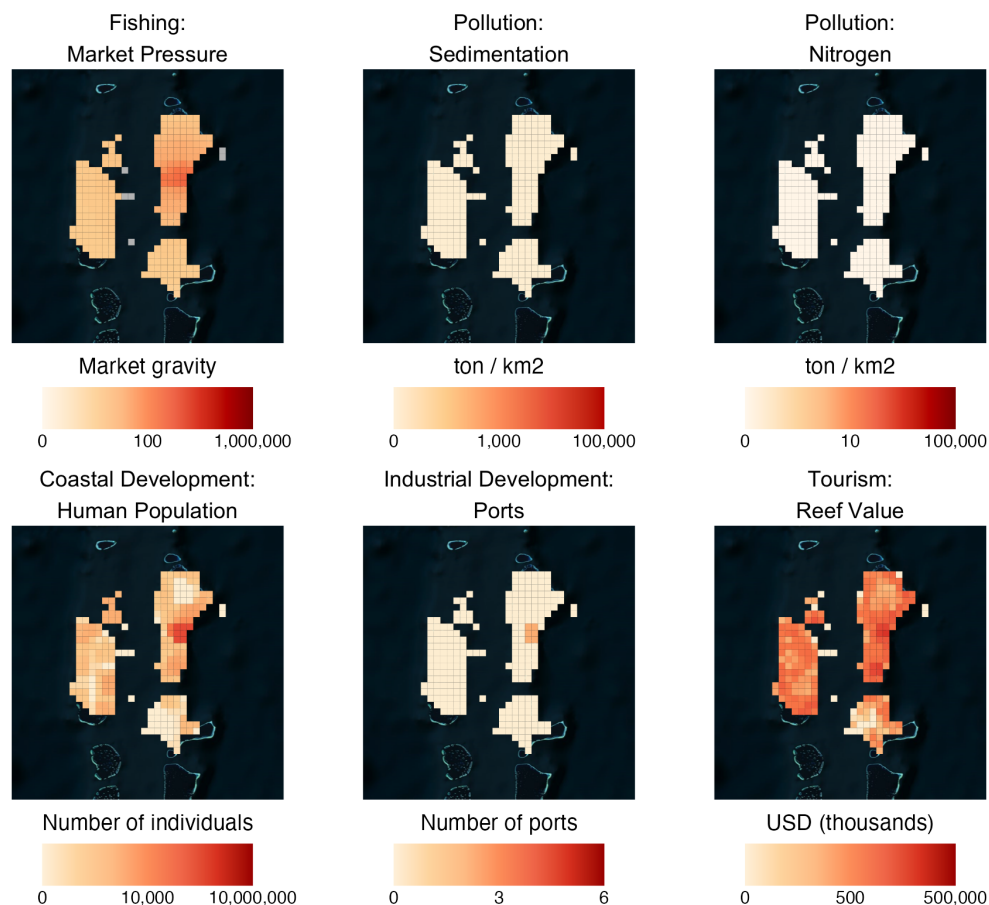 Fishing:
Market Pressure
Pollution:
Sedimentation
Pollution:
Nitrogen
Market gravity
0 100 1,000,000
ton / km2
0 1,000 100,000
ton / km2
0 10 100,000
Coastal Development:
Human Population
Industrial Development:
Ports
Tourism:
Reef Value
Number of individuals
0 10,000 10,000,000
Number of ports
0 3 6
USD (thousands)
0 500 500,000